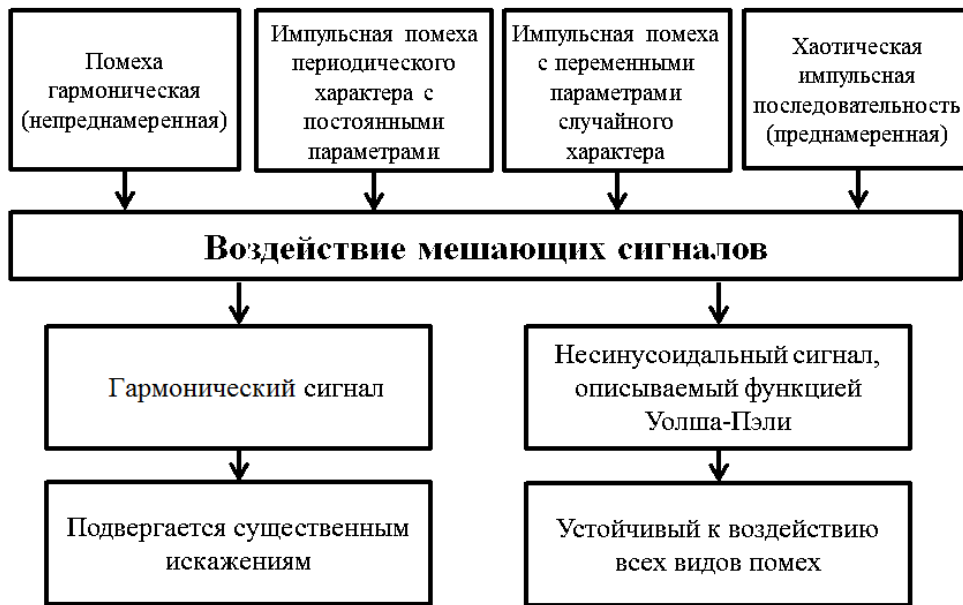 Помеха
гармоническая
(непреднамеренная)
Импульсная помеха
периодического
характера с
постоянными
параметрами
Импульсная помеха
с переменными
параметрами
случайного
характера
Хаотическая
импульсная
последовательность
(преднамеренная)
Воздействие мешающих сигналов
Гармонический сигнал
Несинусоидальный сигнал,
описываемый функцией
Уолша-Пэли
Подвергается существенным
искажениям
Устойчивый к воздействию
всех видов помех